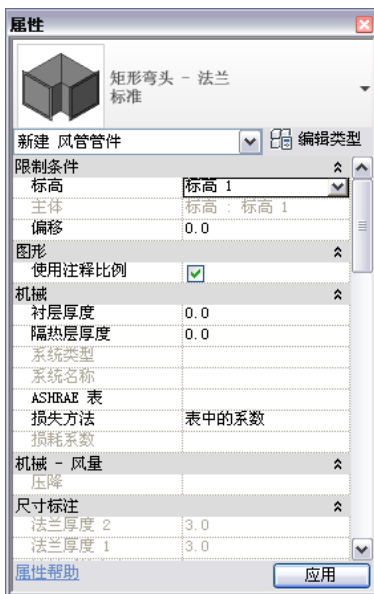 属性
矩形弯头 - 法兰
标准
新建 风管管件 编辑类型
限制条件
标高 标高 1
主体 标高 : 标高 1
偏移 0.0
图形
使用注释比例
机械
衬层厚度 0.0
隔热层厚度 0.0
系统类型
系统名称
ASHRAE 表
损失方法 表中的系数
损耗系数
机械 - 风量
压降
尺寸标注
法兰厚度 2 3.0
法兰厚度 1 3.0
属性帮助 应用